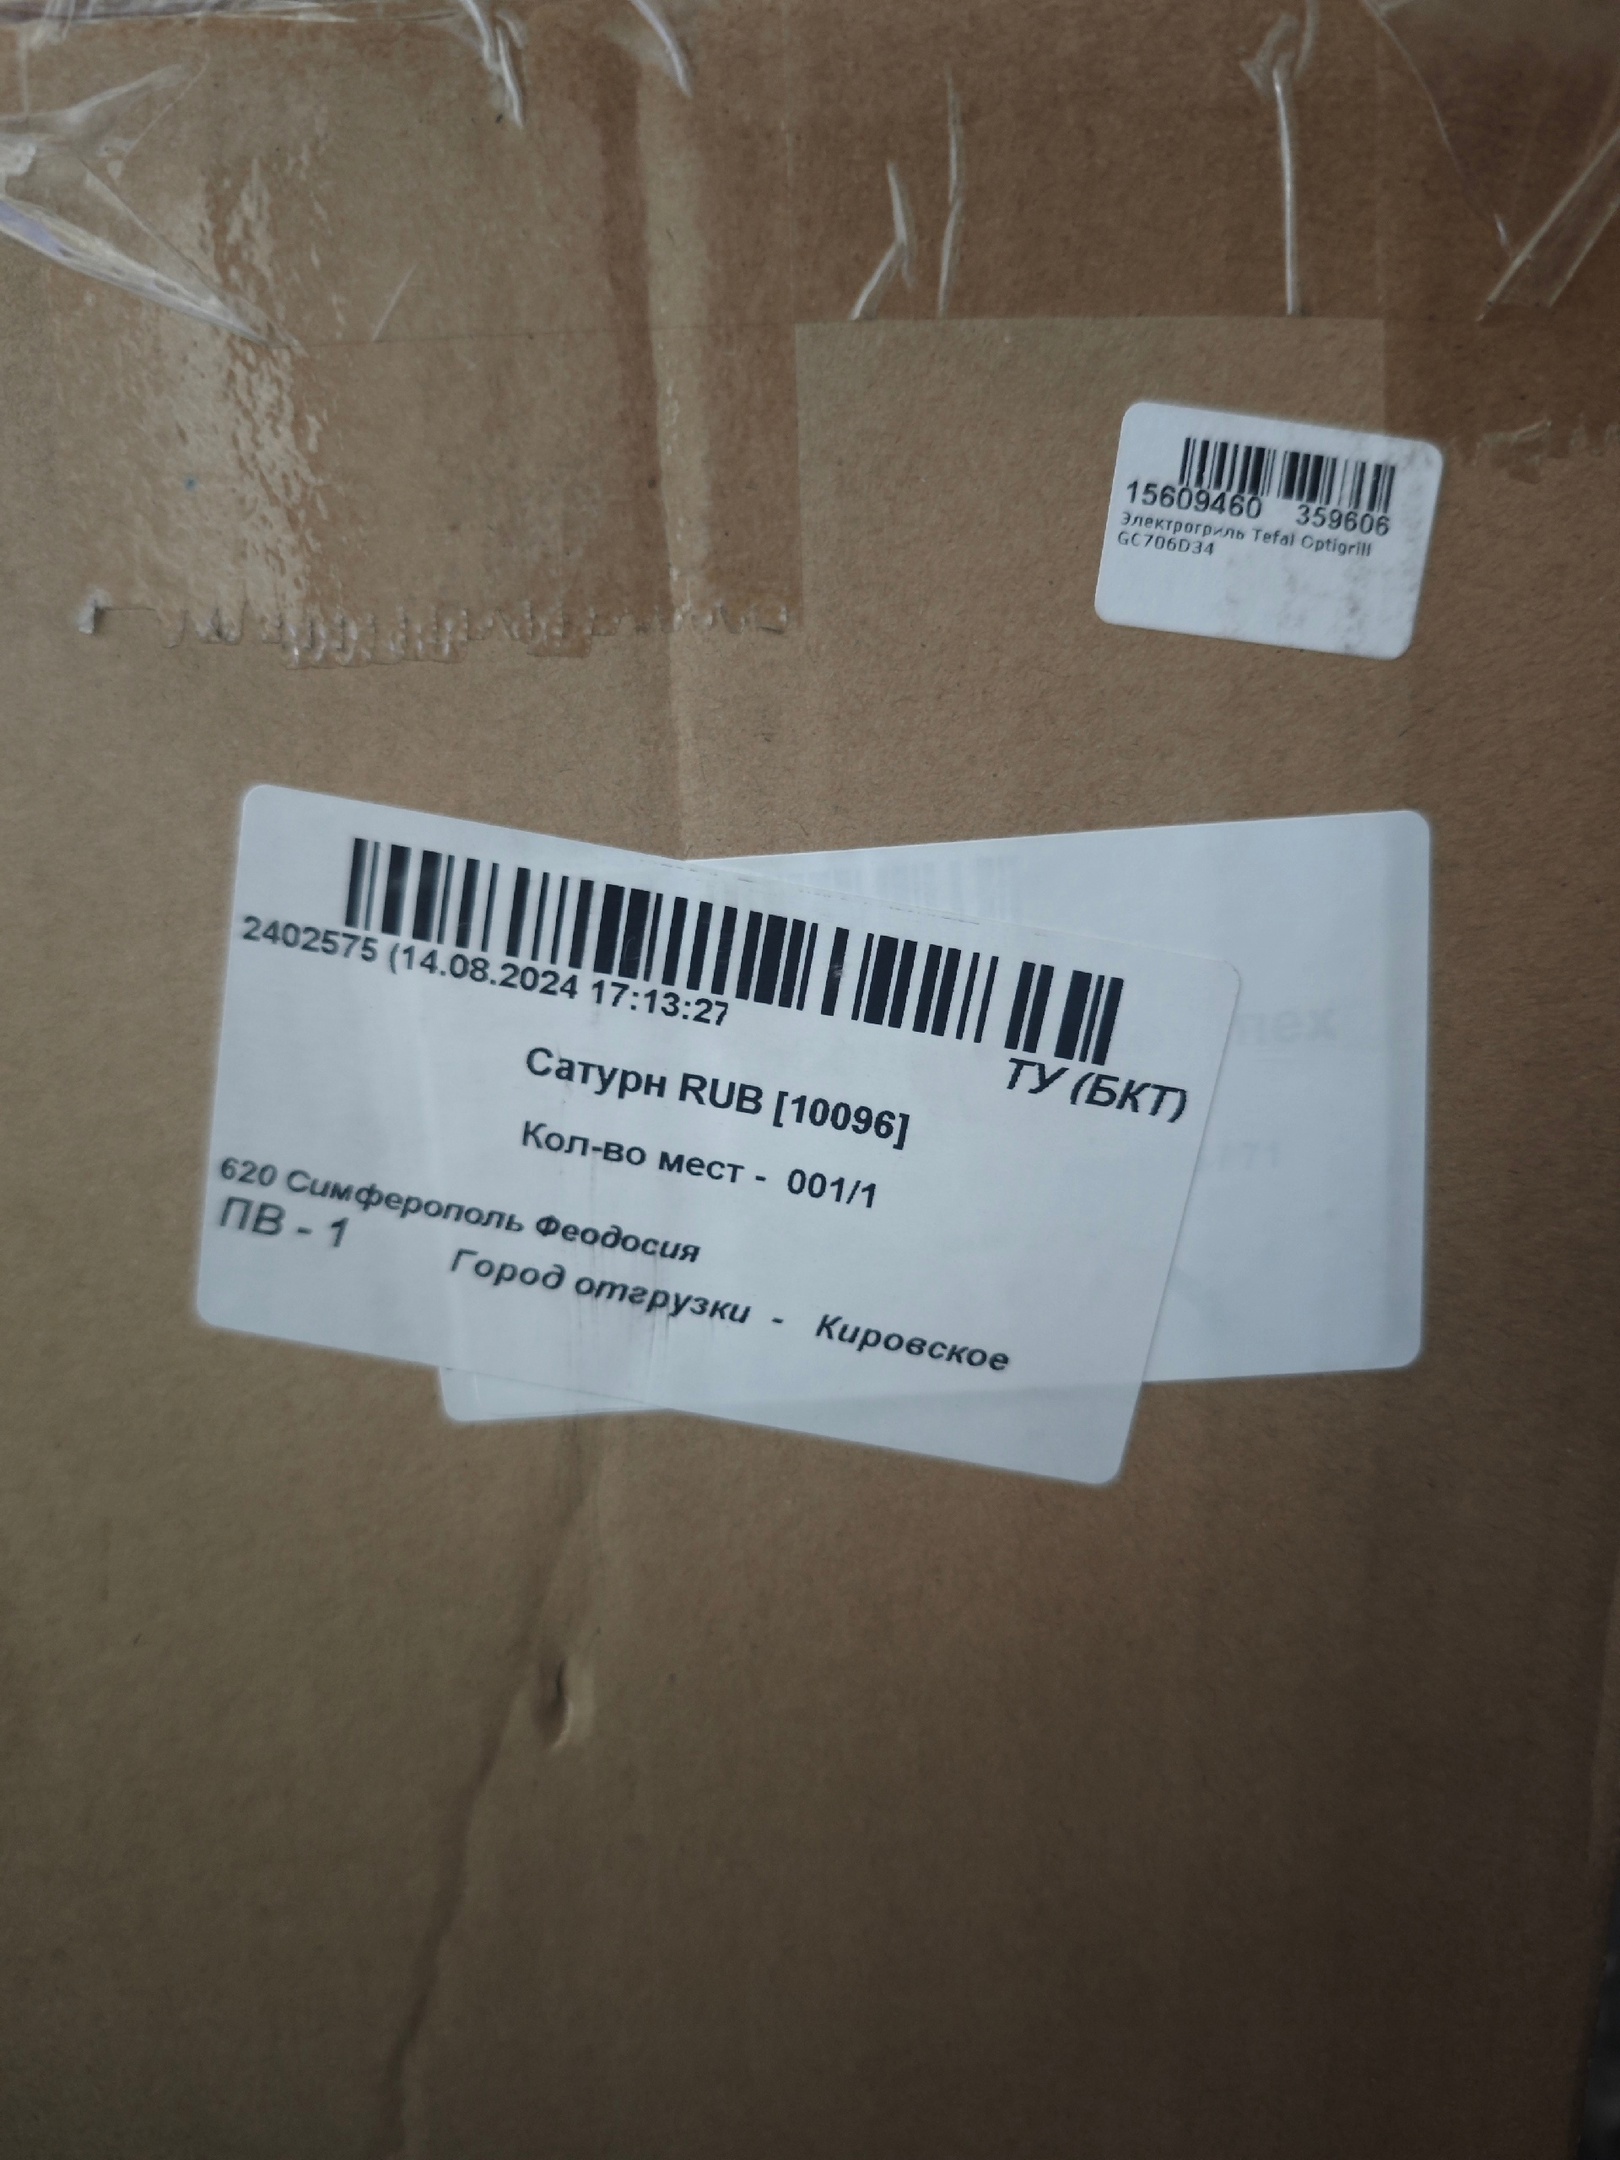 15609460 359606
Электрогриль Tefal Optigrill
GC706D34
2402575 (14.08.2024 17:13:27
ТУ (БКТ)
Сатурн RUB [10096]
Кол-во мест - 001/1
620 Симферополь Феодосия
ПВ - 1
Город отгрузки - Кировское